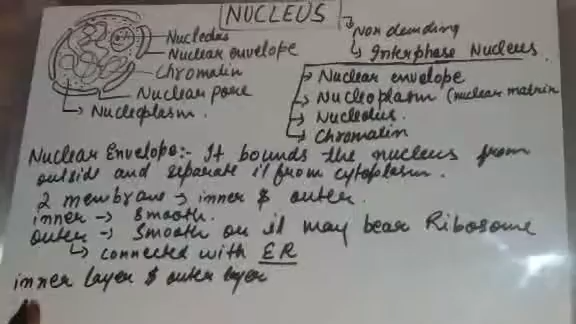 NUCLEUS
Nucleolus
Nuclear envelope
Chromatin
Nuclear pore
Nucleoplasm.
Non dividing
Interphase Nucleus.
Nuclear envelope
Nucleoplasm (nuclear matrix
Nucleolus.
Chromatin
Nuclear Envelope:- It bounds the nucleus from
outside and separate it from cytoplasm.
2 membrane → inner & outer.
inner → Smooth.
outer → Smooth or it may bear Ribosome
↳ connected with ER
inner layer & outer layer